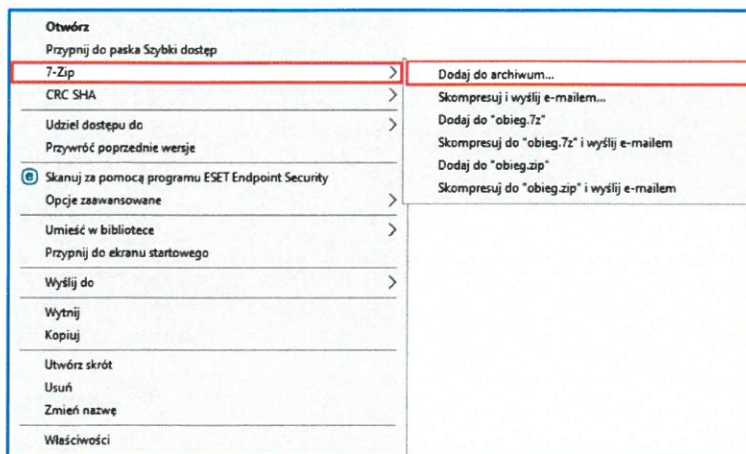 Otwórz
Przypnij do paska Szybki dostęp
7-Zip
CRC SHA
Udziel dostępu do
Przywróć poprzednie wersje
Skanuj za pomocą programu ESET Endpoint Security
Opcje zaawansowane
Umieść w bibliotece
Przypnij do ekranu startowego
Wyślij do
Wytnij
Kopiuj
Utwórz skrót
Usuń
Zmień nazwę
Właściwości
Dodaj do archiwum...
Skompresuj i wyślij e-mailem...
Dodaj do "obieg.7z"
Skompresuj do "obieg.7z" i wyślij e-mailem
Dodaj do "obieg.zip"
Skompresuj do "obieg.zip" i wyślij e-mailem